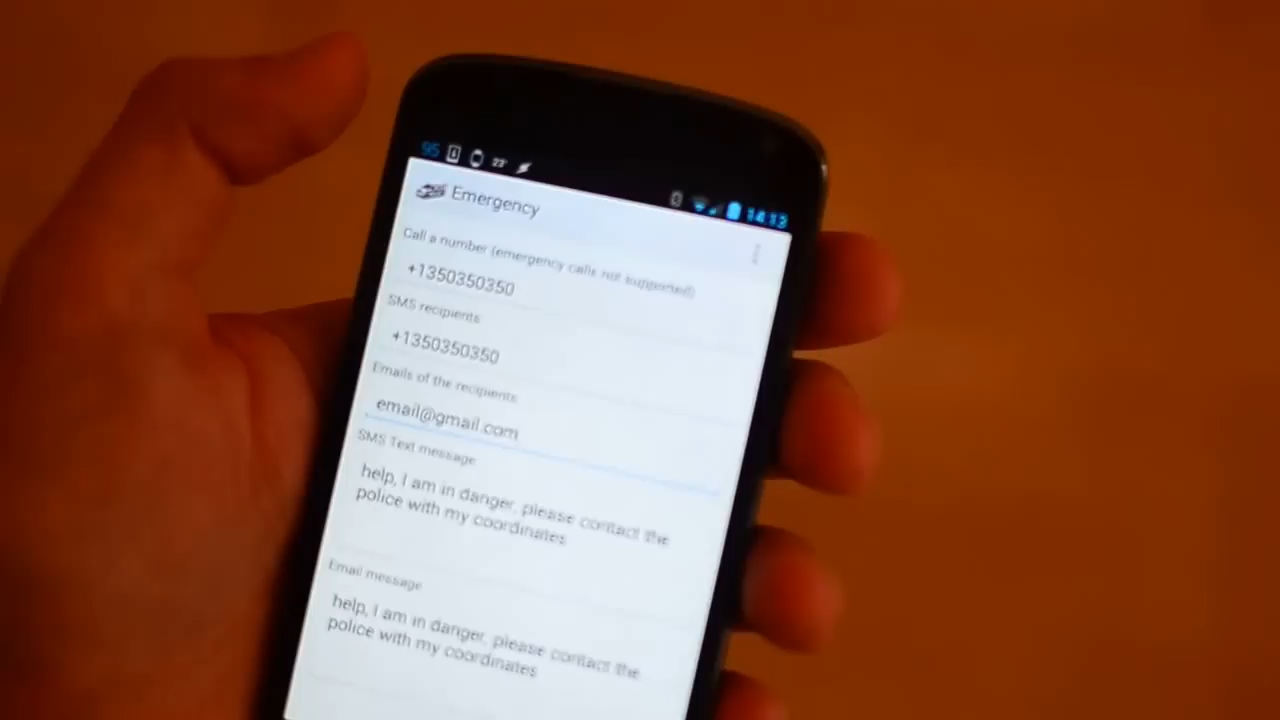 95 23° 14:13
Emergency
Call a number (emergency calls not supported)
+1350350350
SMS recipients
+1350350350
Emails of the recipients
email@gmail.com
SMS Text message
help, I am in danger, please contact the
police with my coordinates
Email message
help, I am in danger, please contact the
police with my coordinates